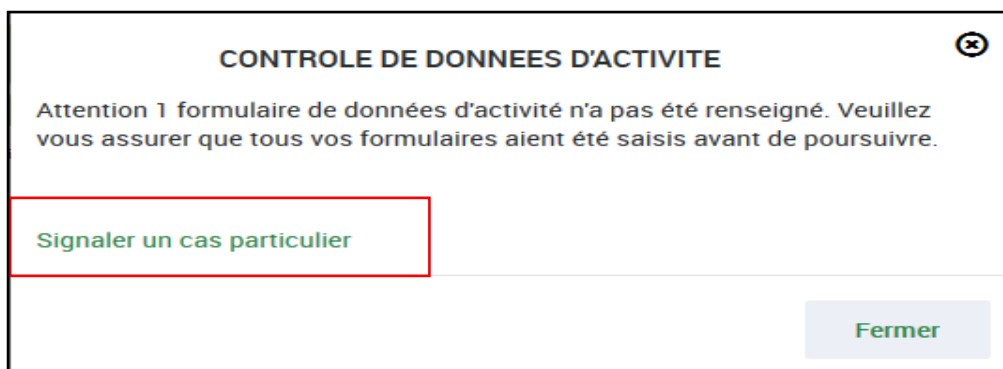 CONTROLE DE DONNEES D'ACTIVITE
Attention 1 formulaire de données d'activité n'a pas été renseigné. Veuillez
vous assurer que tous vos formulaires aient été saisis avant de poursuivre.
Signaler un cas particulier
Fermer